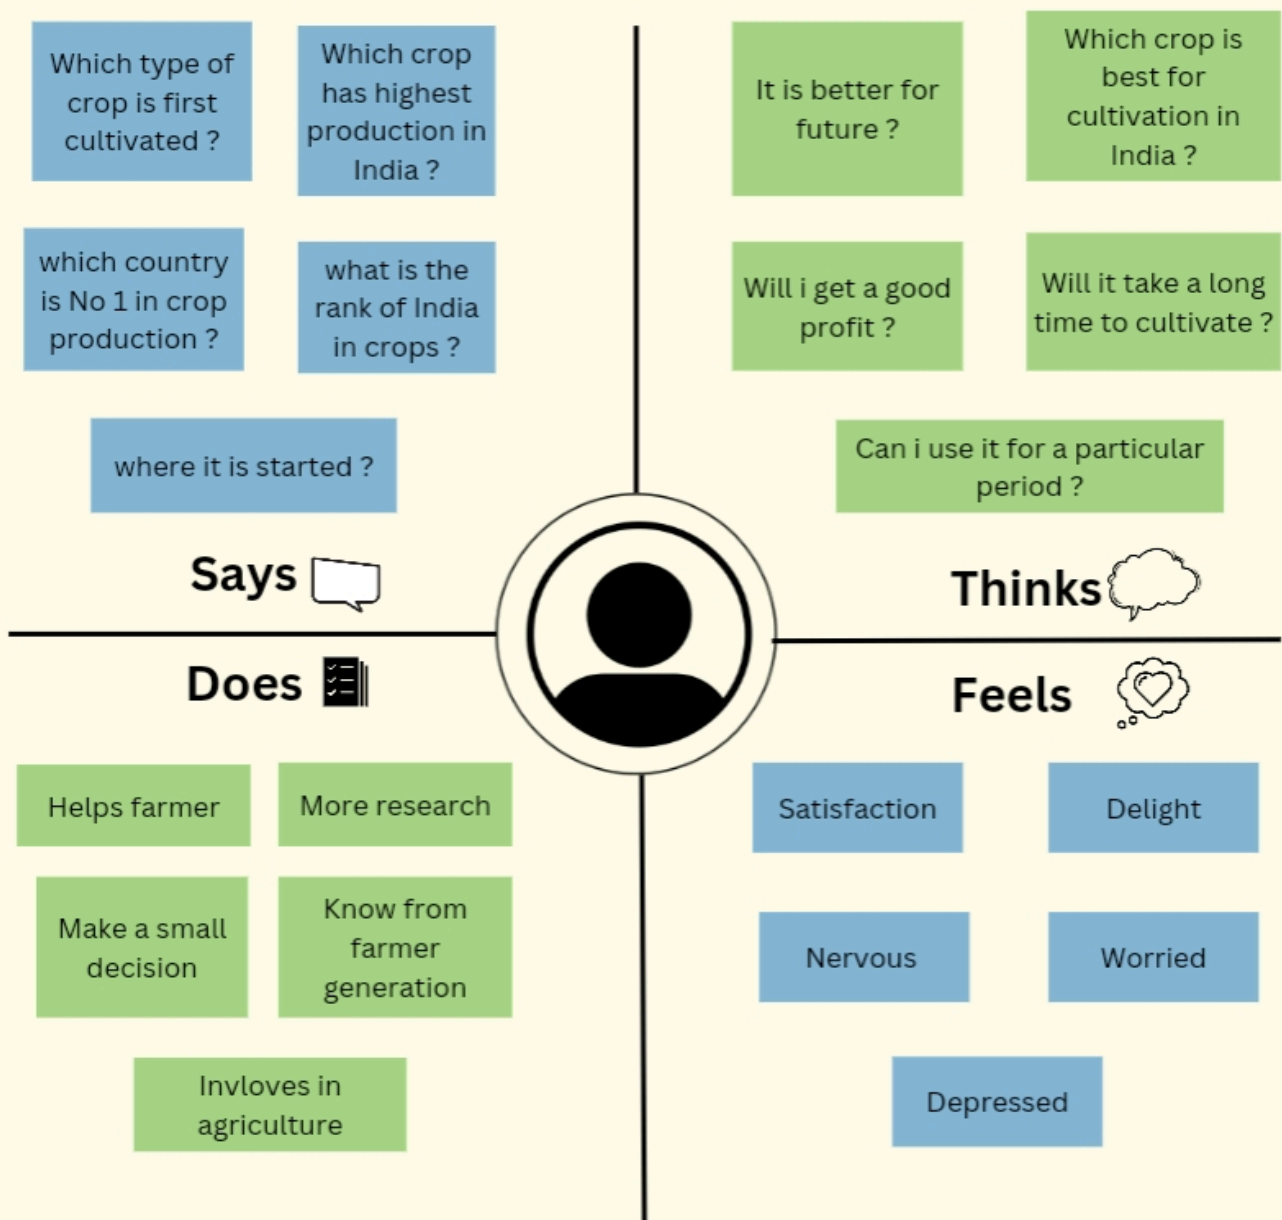 Which type of
crop is first
cultivated ?
Which crop
has highest
production in
India ?
which country
is No 1 in crop
production ?
what is the
rank of India
in crops ?
where it is started ?
Says
It is better for
future ?
Which crop is
best for
cultivation in
India ?
Will i get a good
profit ?
Will it take a long
time to cultivate ?
Can i use it for a particular
period ?
Thinks
Does
Helps farmer
More research
Make a small
decision
Know from
farmer
generation
Invloves in
agriculture
Feels
Satisfaction
Delight
Nervous
Worried
Depressed